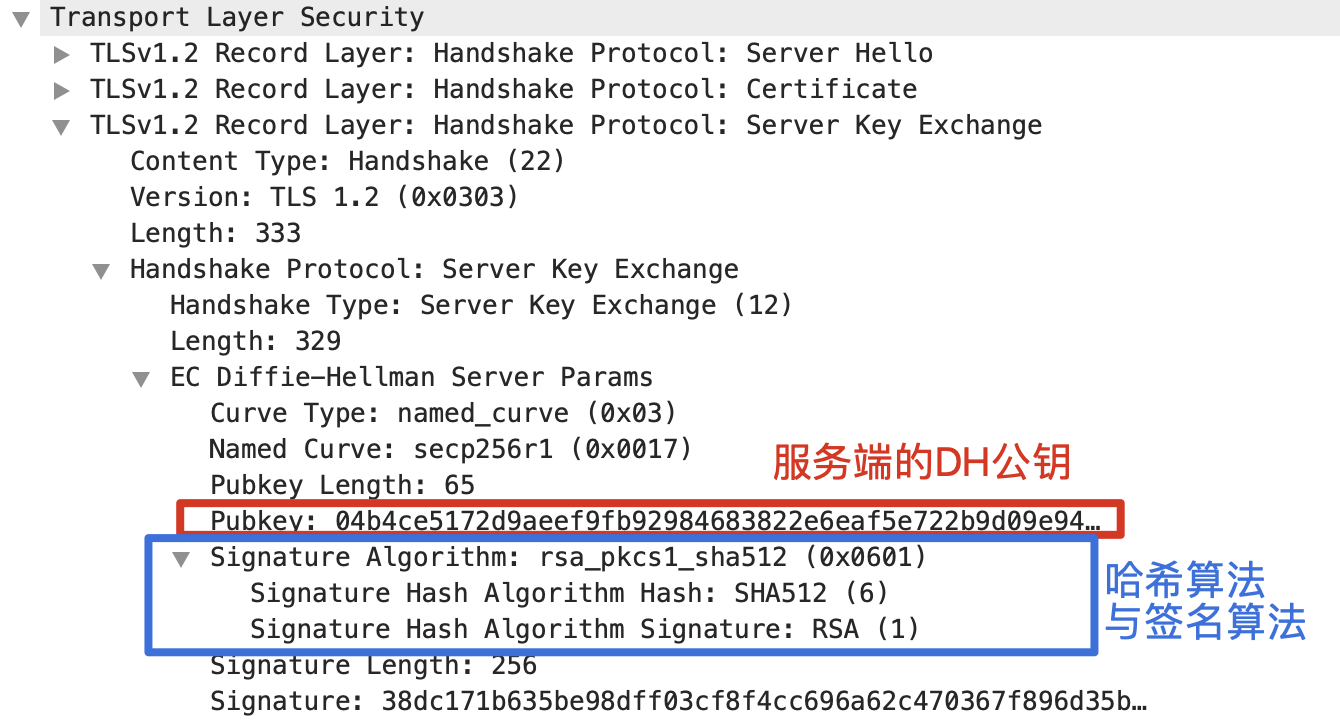 Transport Layer Security
TLSv1.2 Record Layer: Handshake Protocol: Server Hello
TLSv1.2 Record Layer: Handshake Protocol: Certificate
TLSv1.2 Record Layer: Handshake Protocol: Server Key Exchange
Content Type: Handshake (22)
Version: TLS 1.2 (0x0303)
Length: 333
Handshake Protocol: Server Key Exchange
Handshake Type: Server Key Exchange (12)
Length: 329
EC Diffie-Hellman Server Params
Curve Type: named_curve (0x03)
Named Curve: secp256r1 (0x0017)
服务端的DH公钥
Pubkey Length: 65
Pubkey: 04b4ce5172d9aeef9fb92984683822e6eaf5e722b9d09e94…
Signature Algorithm: rsa_pkcs1_sha512 (0x0601)
Signature Hash Algorithm Hash: SHA512 (6)
Signature Hash Algorithm Signature: RSA (1)
哈希算法
与签名算法
Signature Length: 256
Signature: 38dc171b635be98dff03cf8f4cc696a62c470367f896d35b…